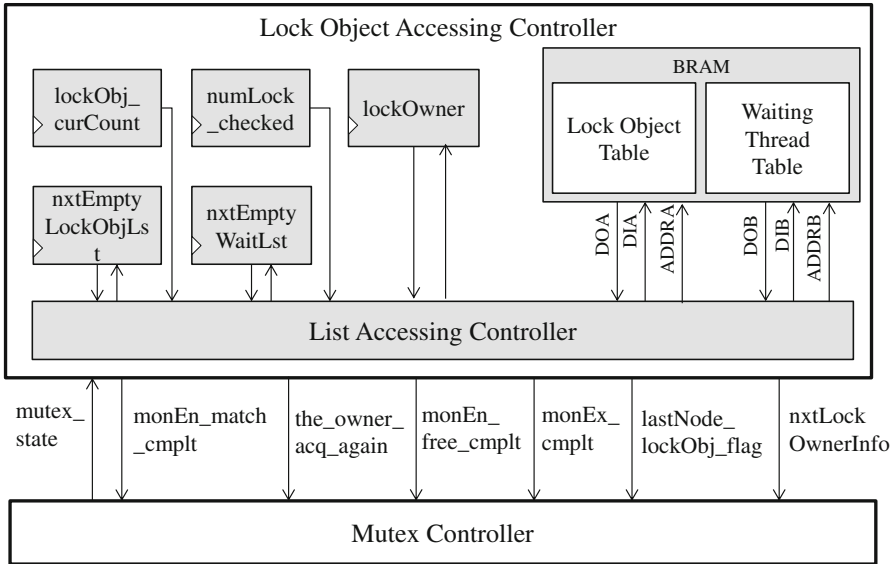 Lock Object Accessing Controller
lockObj_
curCount
numLock
_checked
lockOwner
BRAM
Lock Object
Table
Waiting
Thread
Table
nxtEmpty
LockObjLs
t
nxtEmpty
WaitLst
DOA
DIA
ADDRA
DOB
DIB
ADDRB
List Accessing Controller
mutex_
state
monEn_match
_cmplt
the_owner_
acq_again
monEn_
free_cmplt
monEx_
cmplt
lastNode_
lockObj_flag
nxtLock
OwnerInfo
Mutex Controller